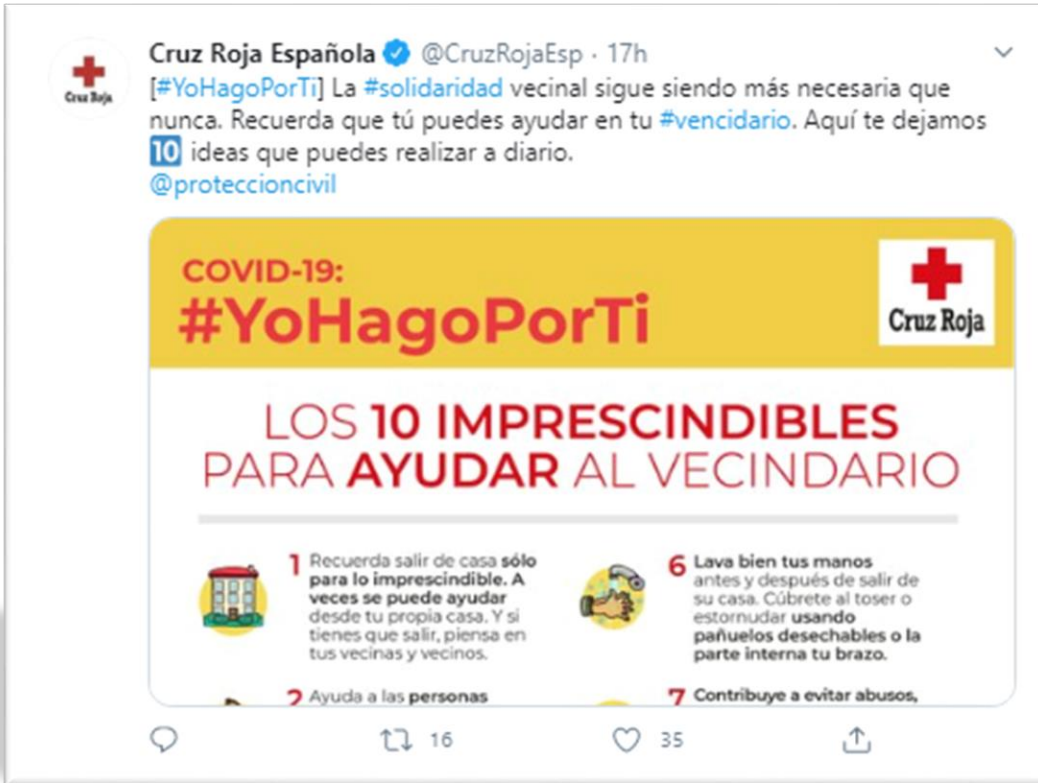 Cruz Roja Española @CruzRojaEsp · 17h
[#YoHagoPorTi] La #solidaridad vecinal sigue siendo más necesaria que
nunca. Recuerda que tú puedes ayudar en tu #vencidario. Aquí te dejamos
10 ideas que puedes realizar a diario.
@proteccioncivil
Cruz Roja
COVID-19:
#YoHagoPorTi
Cruz Roja
LOS 10 IMPRESCINDIBLES
PARA AYUDAR AL VECINDARIO
1 Recuerda salir de casa sólo
para lo imprescindible. A
veces se puede ayudar
desde tu propia casa. Y si
tienes que salir, piensa en
tus vecinas y vecinos.
2 Ayuda a las personas
6 Lava bien tus manos
antes y después de salir de
su casa. Cúbrete al toser o
estornudar usando
pañuelos desechables o la
parte interna tu brazo.
7 Contribuye a evitar abusos,
16
35